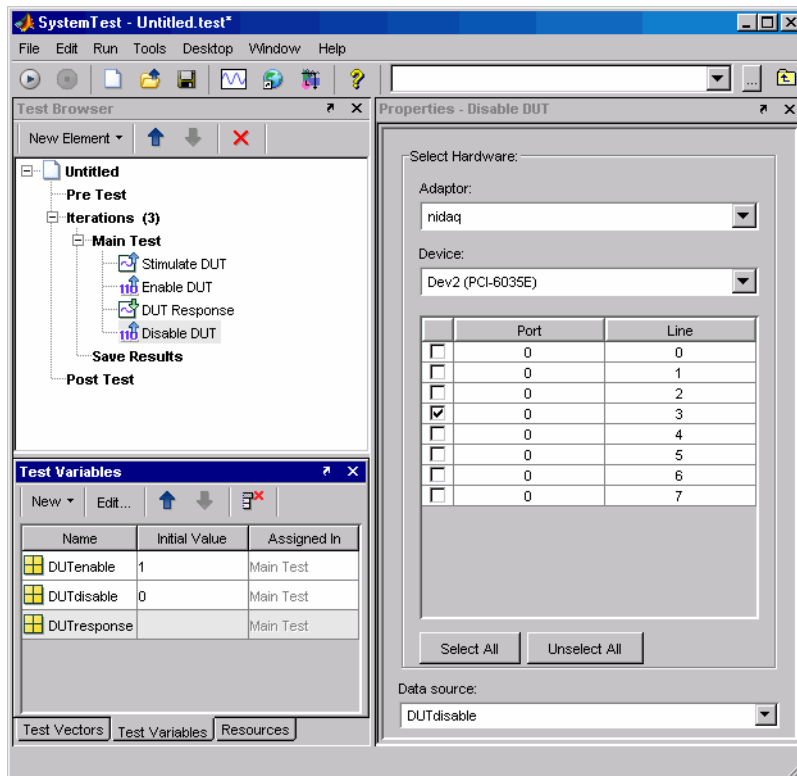 SystemTest - Untitled.test*
File Edit Run Tools Desktop Window Help
...
Test Browser
New Element
Untitled
Pre Test
Iterations (3)
Main Test
Stimulate DUT
Enable DUT
DUT Response
Disable DUT
Save Results
Post Test
Test Variables
New Edit...
Name Initial Value Assigned In
DUTenable 1 Main Test
DUTdisable 0 Main Test
DUTresponse Main Test
Test Vectors Test Variables Resources
Properties - Disable DUT
Select Hardware:
Adaptor:
nidaq
Device:
Dev2 (PCI-6035E)
Port Line
0 0
0 1
0 2
0 3
0 4
0 5
0 6
0 7
Select All Unselect All
Data source:
DUTdisable